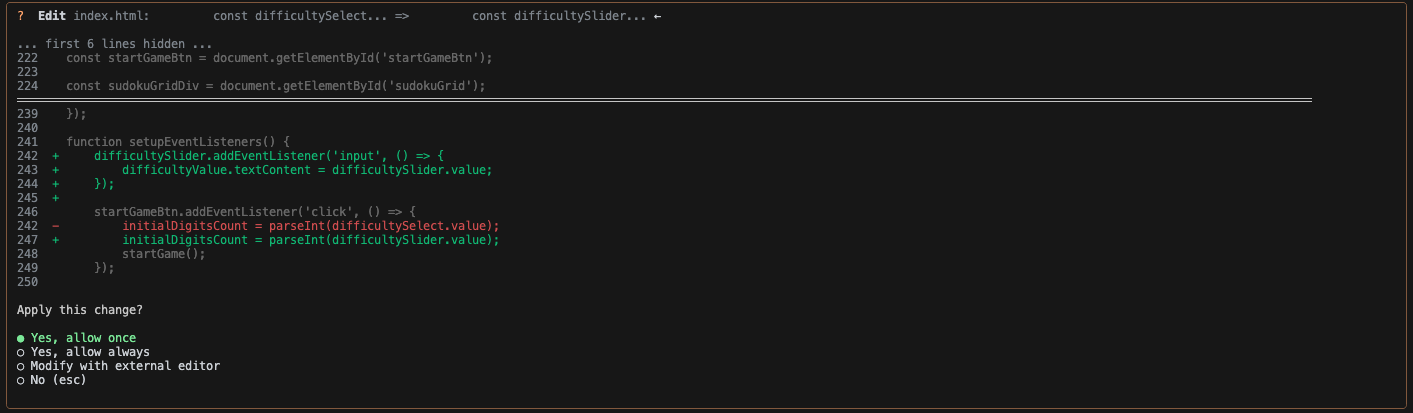 ?  Edit index.html:         const difficultySelect... =>         const difficultySlider... ←
... first 6 lines hidden ...
222    const startGameBtn = document.getElementById('startGameBtn');
223
224    const sudokuGridDiv = document.getElementById('sudokuGrid');
239    });
240
241    function setupEventListeners() {
242  +     difficultySlider.addEventListener('input', () => {
243  +         difficultyValue.textContent = difficultySlider.value;
244  +     });
245  +
246        startGameBtn.addEventListener('click', () => {
242  -         initialDigitsCount = parseInt(difficultySelect.value);
247  +         initialDigitsCount = parseInt(difficultySlider.value);
248            startGame();
249        });
250
Apply this change?
● Yes, allow once
○ Yes, allow always
○ Modify with external editor
○ No (esc)